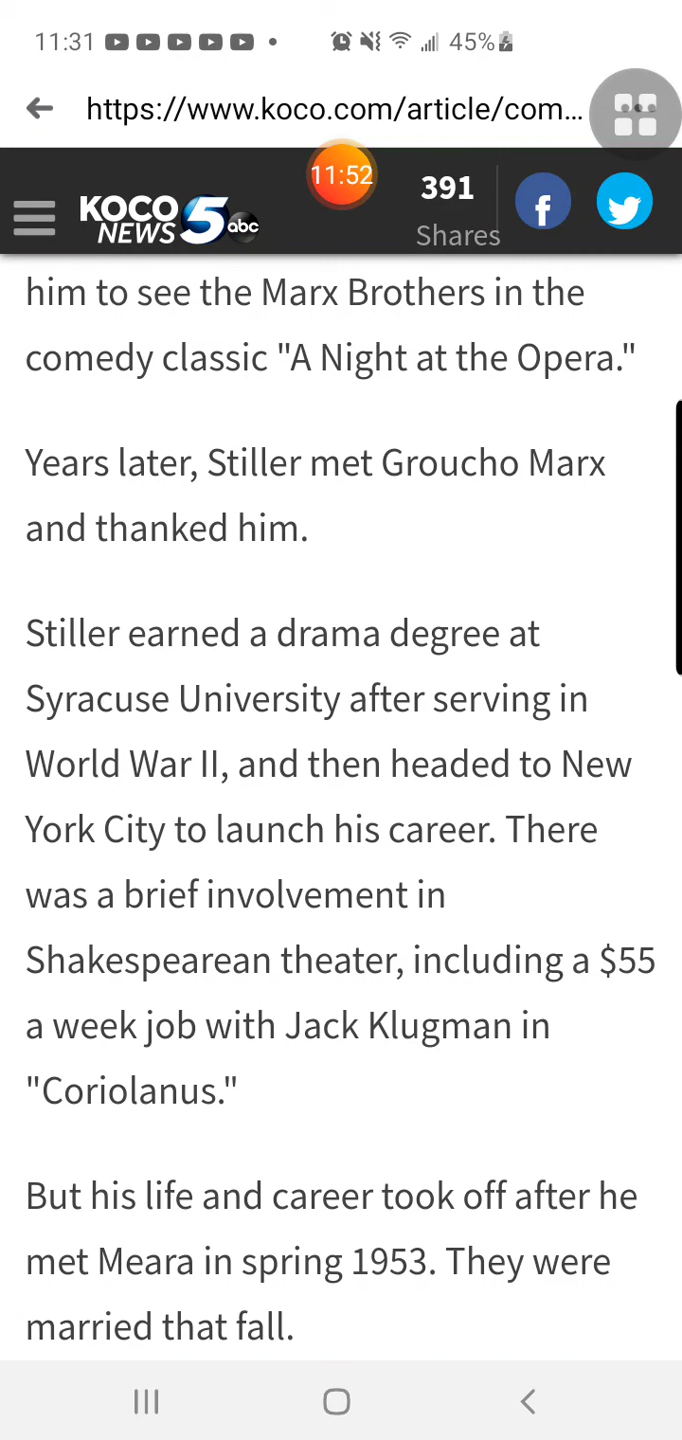 11:31 45%
https://www.koco.com/article/com...
11:52
391
Shares
KOCO
NEWS 5 abc
him to see the Marx Brothers in the
comedy classic "A Night at the Opera."
Years later, Stiller met Groucho Marx
and thanked him.
Stiller earned a drama degree at
Syracuse University after serving in
World War II, and then headed to New
York City to launch his career. There
was a brief involvement in
Shakespearean theater, including a $55
a week job with Jack Klugman in
"Coriolanus."
But his life and career took off after he
met Meara in spring 1953. They were
married that fall.